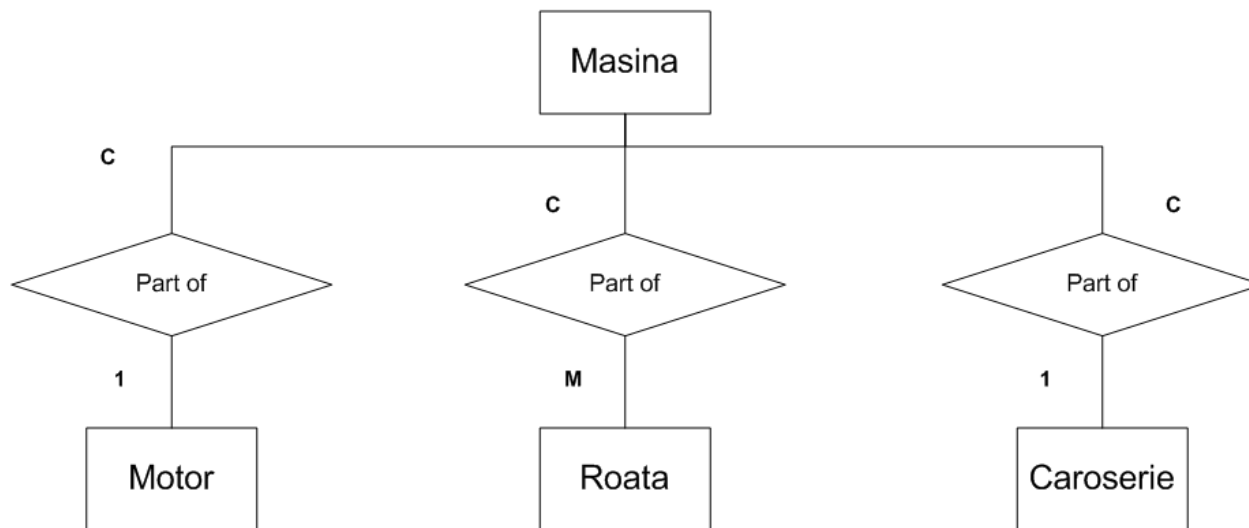 Masina
C
C
C
Part of
Part of
Part of
1
M
1
Motor
Roata
Caroserie